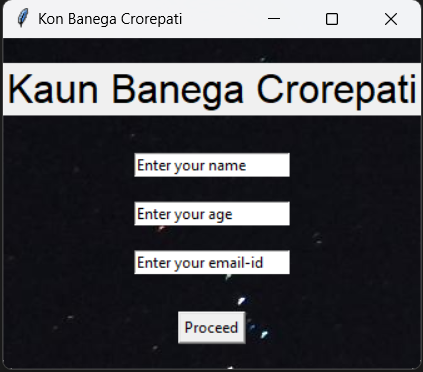 Kon Banega Crorepati
Kaun Banega Crorepati
Enter your name
Enter your age
Enter your email-id
Proceed